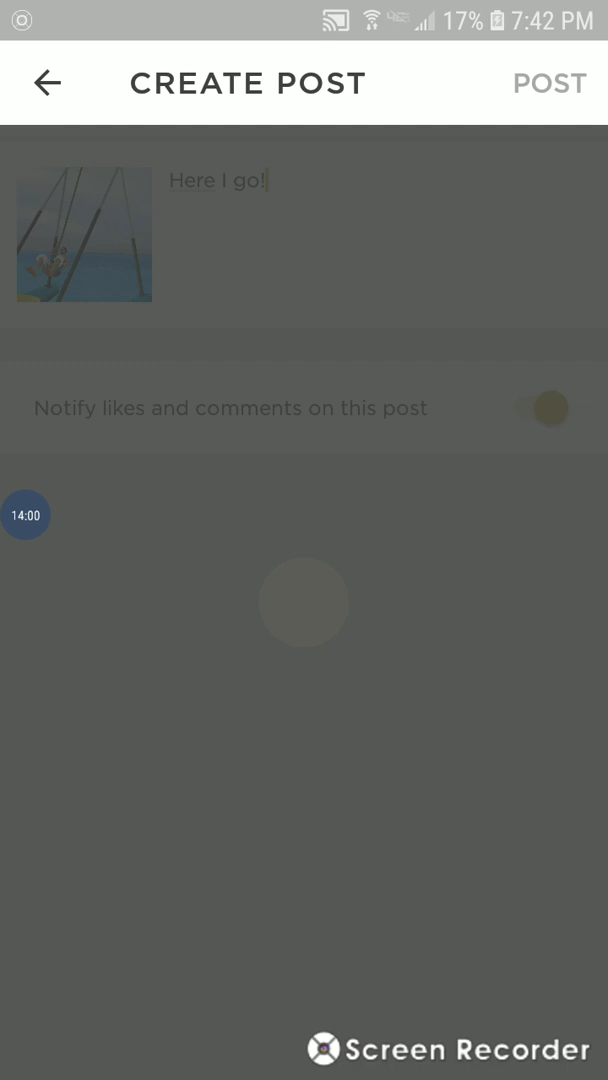 17% 7:42 PM
CREATE POST
POST
Here I go!
Notify likes and comments on this post
14:00
Screen Recorder